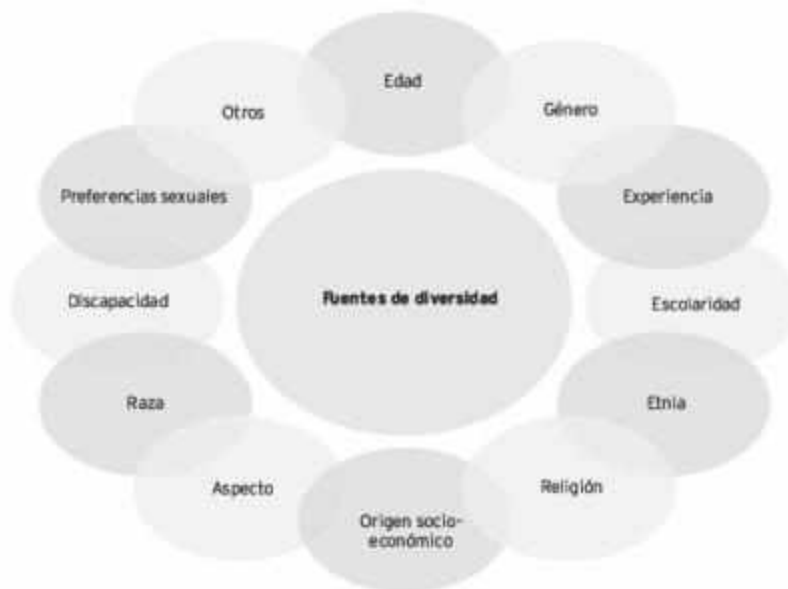 Edad
Género
Experiencia
Escolaridad
Etnia
Religión
Origen socio-
económico
Aspecto
Raza
Discapacidad
Preferencias sexuales
Otros
Fuentes de diversidad